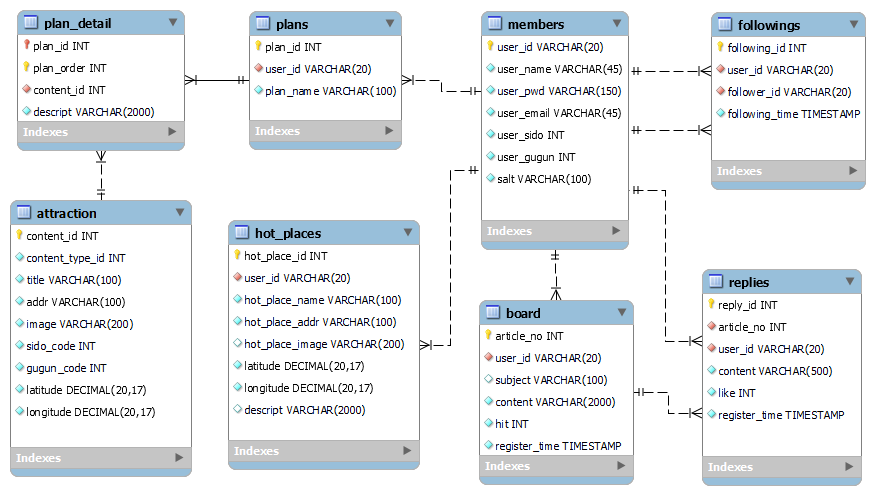 plan_detail
plan_id INT
plan_order INT
content_id INT
descript VARCHAR(2000)
Indexes
plans
plan_id INT
user_id VARCHAR(20)
plan_name VARCHAR(100)
Indexes
members
user_id VARCHAR(20)
user_name VARCHAR(45)
user_pwd VARCHAR(150)
user_email VARCHAR(45)
user_sido INT
user_gugun INT
salt VARCHAR(100)
Indexes
followings
following_id INT
user_id VARCHAR(20)
follower_id VARCHAR(20)
following_time TIMESTAMP
Indexes
attraction
content_id INT
content_type_id INT
title VARCHAR(100)
addr VARCHAR(100)
image VARCHAR(200)
sido_code INT
gugun_code INT
latitude DECIMAL(20,17)
longitude DECIMAL(20,17)
Indexes
hot_places
hot_place_id INT
user_id VARCHAR(20)
hot_place_name VARCHAR(100)
hot_place_addr VARCHAR(100)
hot_place_image VARCHAR(200)
latitude DECIMAL(20,17)
longitude DECIMAL(20,17)
descript VARCHAR(2000)
Indexes
board
article_no INT
user_id VARCHAR(20)
subject VARCHAR(100)
content VARCHAR(2000)
hit INT
register_time TIMESTAMP
Indexes
replies
reply_id INT
article_no INT
user_id VARCHAR(20)
content VARCHAR(500)
like INT
register_time TIMESTAMP
Indexes